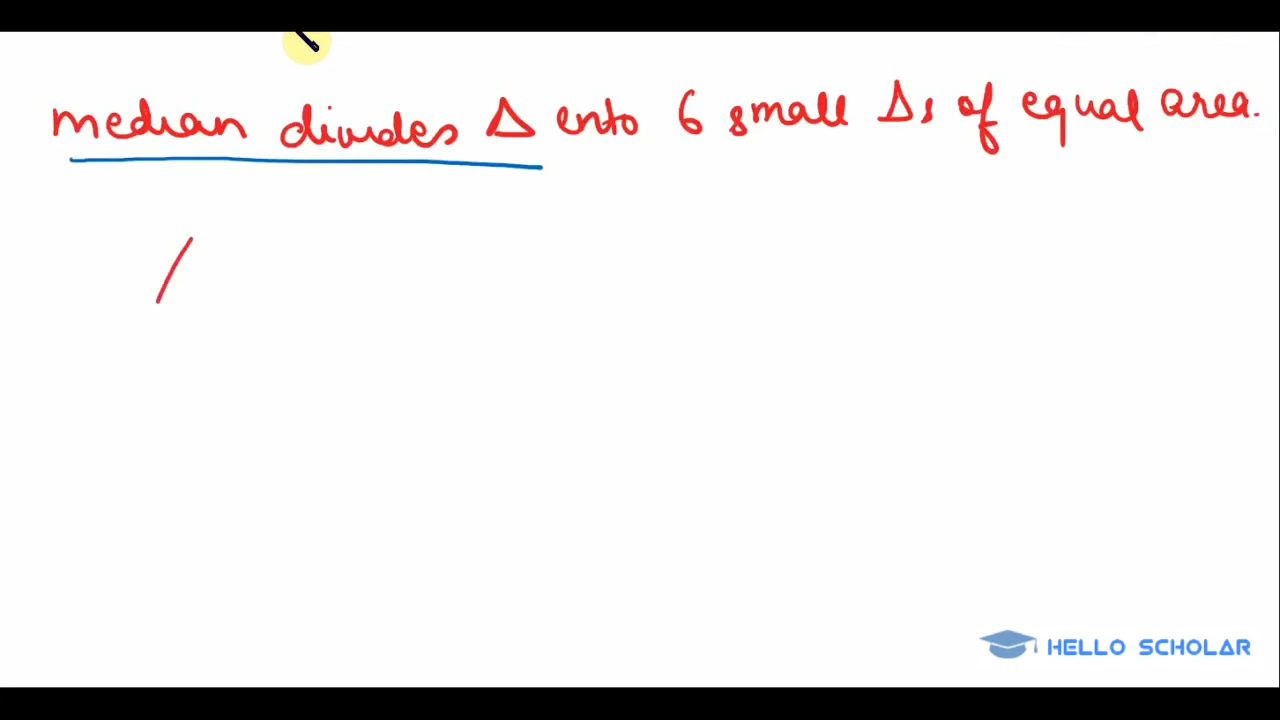 median divides Δ into 6 small Δs of equal area.
HELLO SCHOLAR